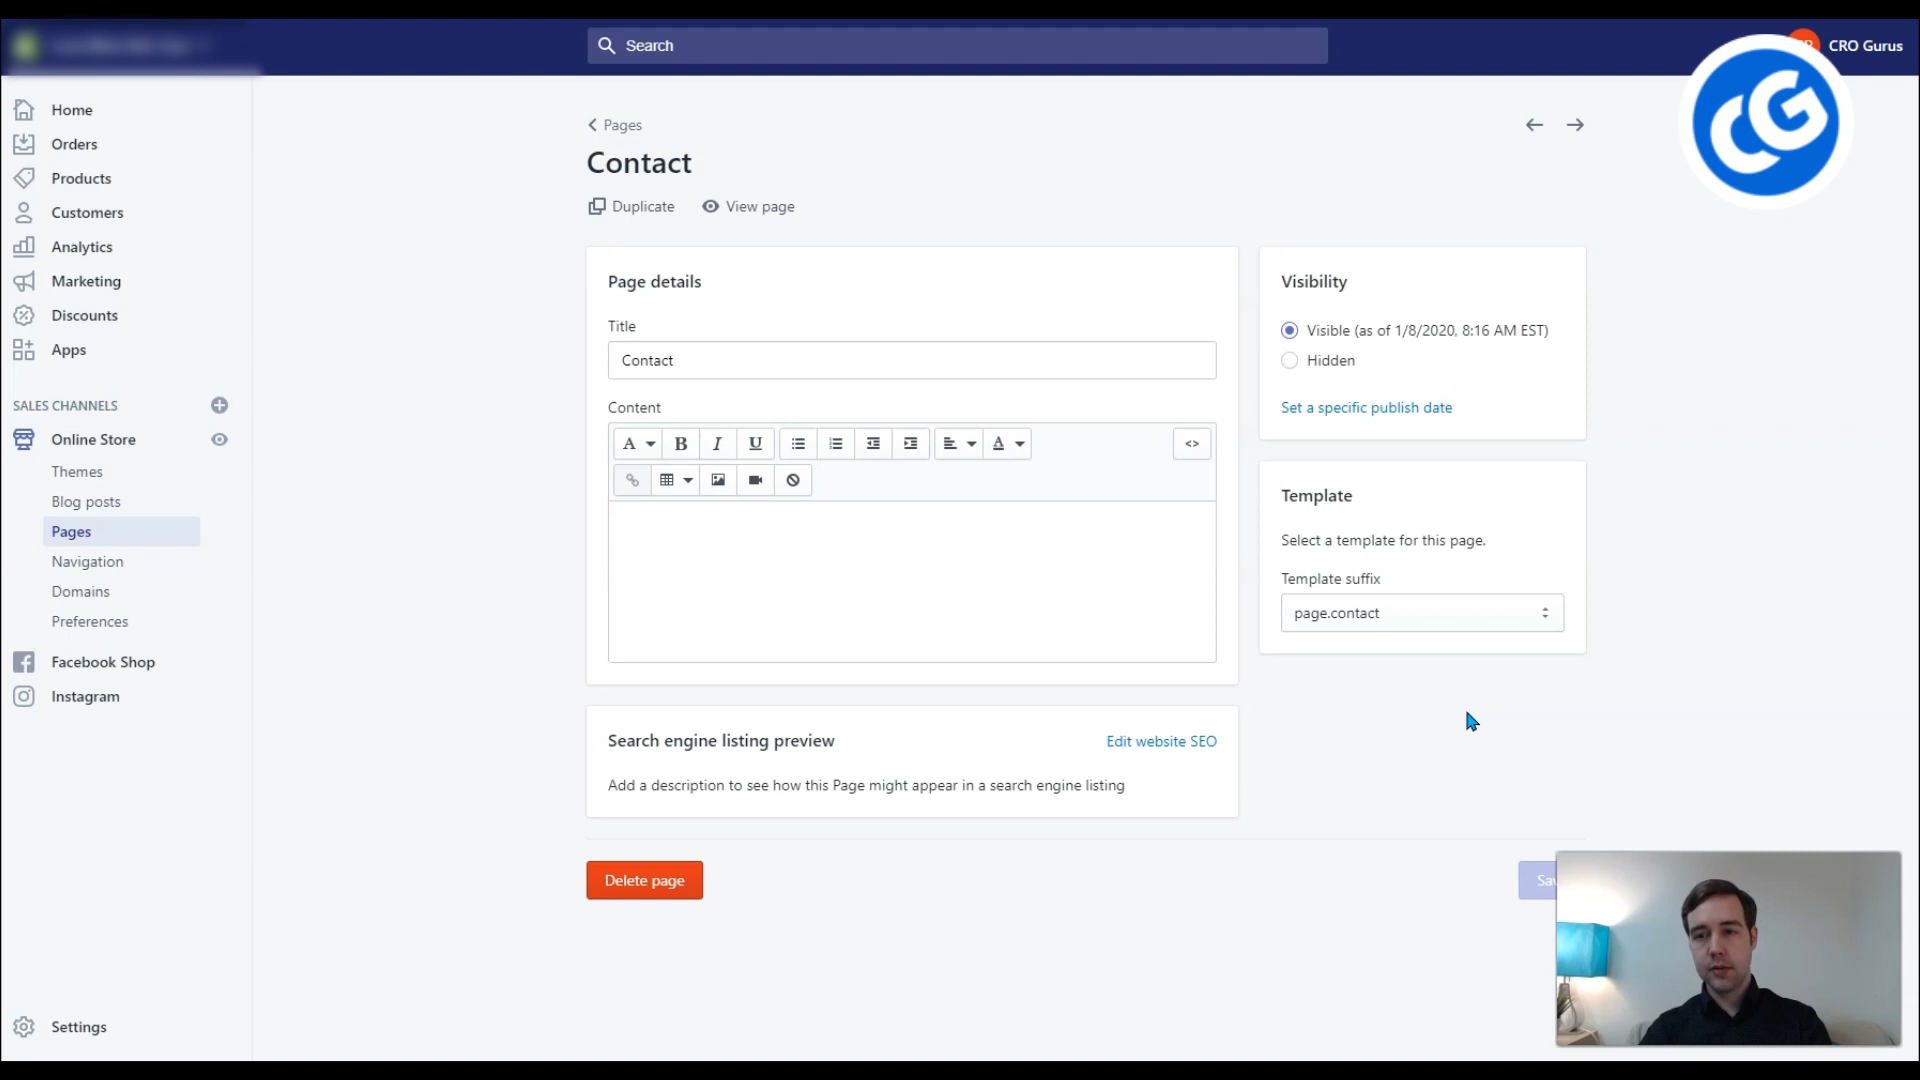 Search
CRO Gurus
CG
Home
Orders
Products
Customers
Analytics
Marketing
Discounts
Apps
SALES CHANNELS
Online Store
Themes
Blog posts
Pages
Navigation
Domains
Preferences
Facebook Shop
Instagram
Settings
Pages
Contact
Duplicate
View page
Page details
Title
Contact
Content
A B I U A <>
Search engine listing preview
Edit website SEO
Add a description to see how this Page might appear in a search engine listing
Delete page
Visibility
Visible (as of 1/8/2020, 8:16 AM EST)
Hidden
Set a specific publish date
Template
Select a template for this page.
Template suffix
page.contact